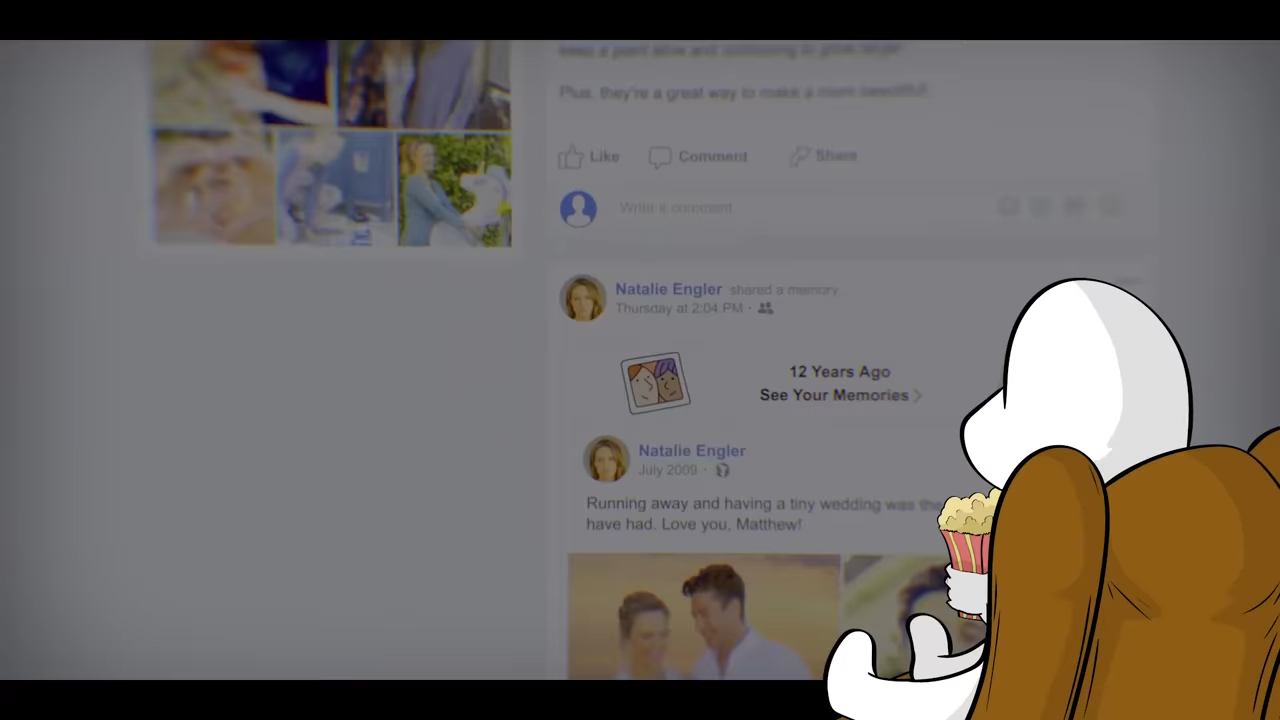 Plus, they're a great way to make a room beautiful!
Like Comment Share
Write a comment
Natalie Engler shared a memory.
Thursday at 2:04 PM ·
12 Years Ago
See Your Memories
Natalie Engler
July 2009 ·
Running away and having a tiny wedding was the
have had. Love you, Matthew!